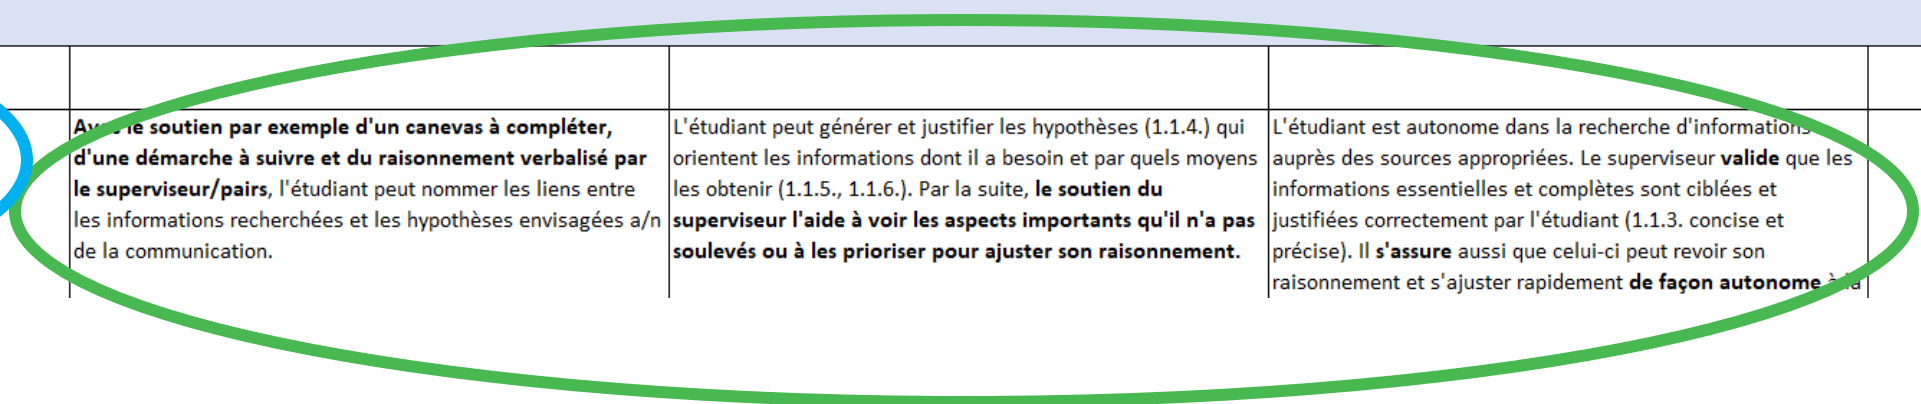 Avec le soutien par exemple d'un canevas à compléter,
d'une démarche à suivre et du raisonnement verbalisé par
le superviseur/pairs, l'étudiant peut nommer les liens entre
les informations recherchées et les hypothèses envisagées a/n
de la communication.
L'étudiant peut générer et justifier les hypothèses (1.1.4.) qui
orientent les informations dont il a besoin et par quels moyens
les obtenir (1.1.5., 1.1.6.). Par la suite, le soutien du
superviseur l'aide à voir les aspects importants qu'il n'a pas
soulevés ou à les prioriser pour ajuster son raisonnement.
L'étudiant est autonome dans la recherche d'informations
auprès des sources appropriées. Le superviseur valide que les
informations essentielles et complètes sont ciblées et
justifiées correctement par l'étudiant (1.1.3. concise et
précise). Il s'assure aussi que celui-ci peut revoir son
raisonnement et s'ajuster rapidement de façon autonome à la